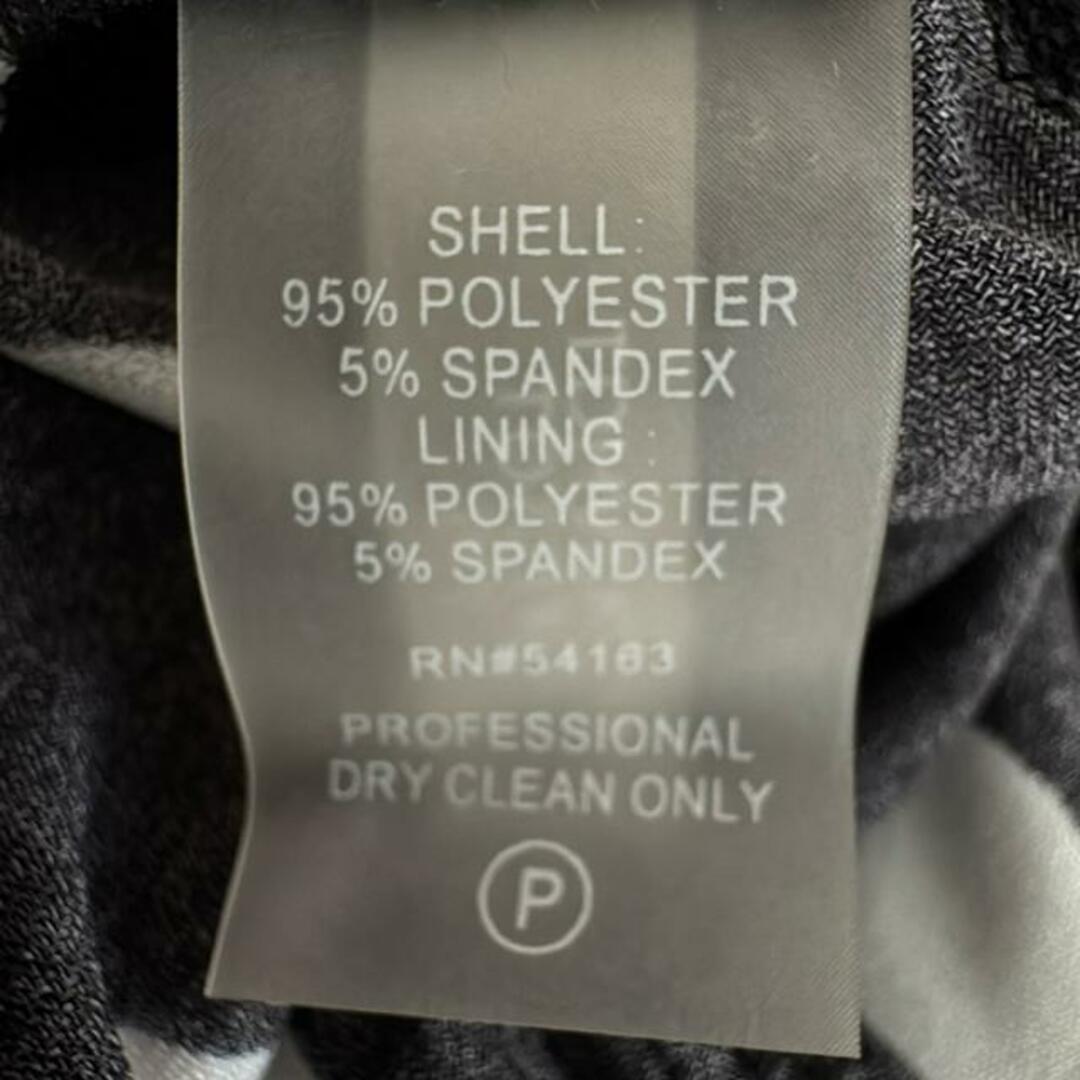 SHELL:
95% POLYESTER
5% SPANDEX
LINING :
95% POLYESTER
5% SPANDEX
RN#54163
PROFESSIONAL
DRY CLEAN ONLY
P